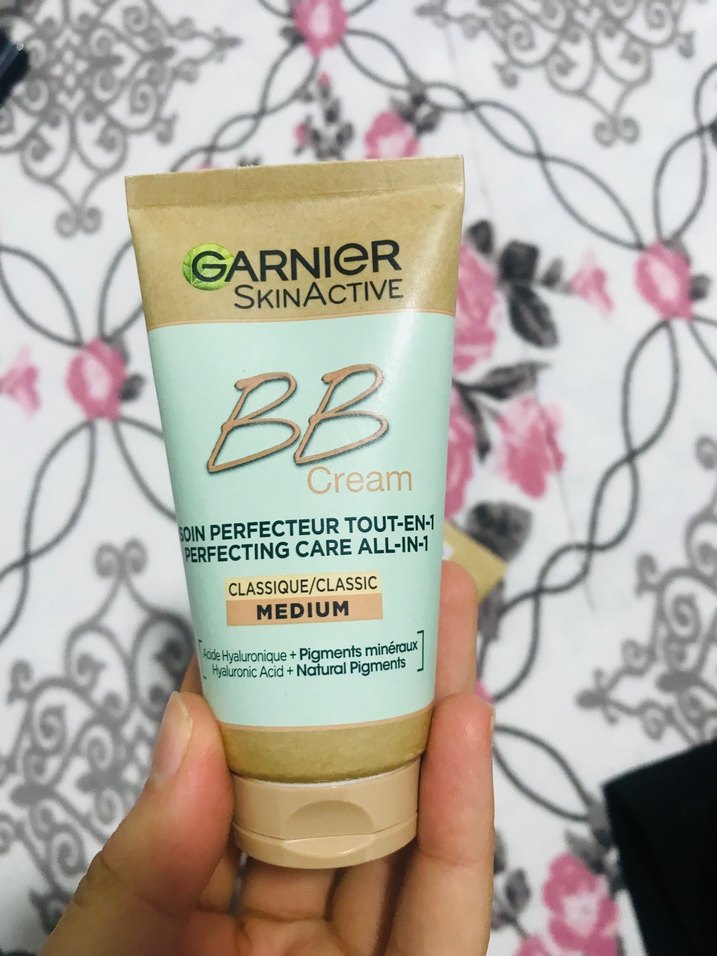 GARNIER
SKINACTIVE
BB
Cream
SOIN PERFECTEUR TOUT-EN-1
PERFECTING CARE ALL-IN-1
CLASSIQUE/CLASSIC
MEDIUM
Acide Hyaluronique + Pigments minéraux
Hyaluronic Acid + Natural Pigments